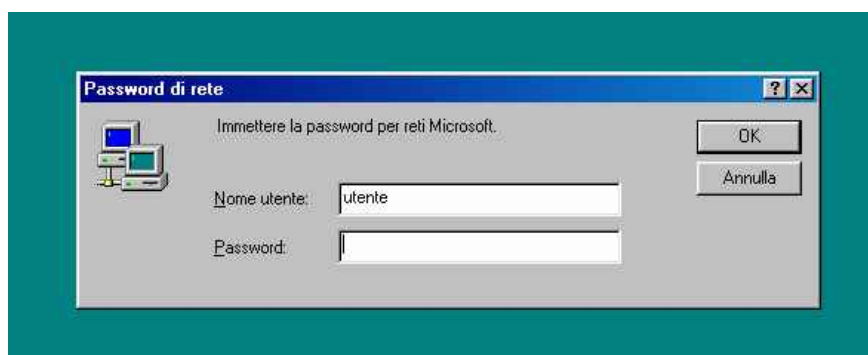 Password di rete
Immettere la password per reti Microsoft.
OK
Annulla
Nome utente: utente
Password: